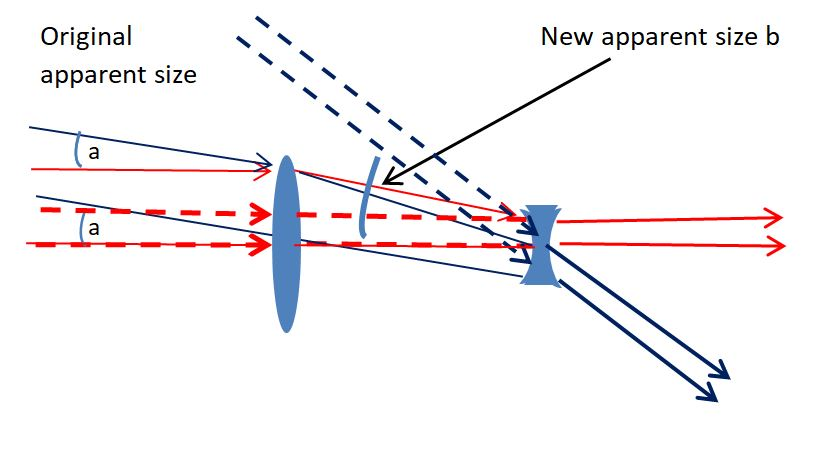 Original
apparent size
New apparent size b
a
a